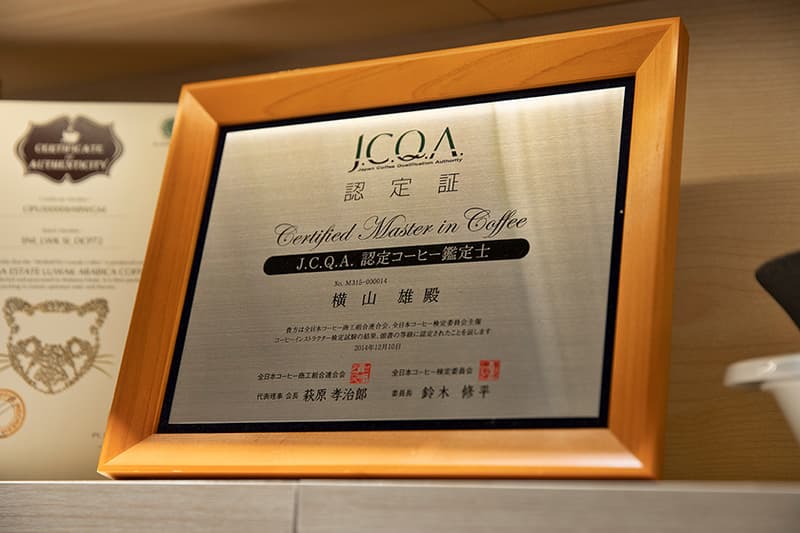 CERTIFICATE
of
AUTHENTICITY
A ESTATE LUWAK ARABICA COFF
J.C.Q.A.
Japan Coffee Qualification Authority
認定証
Certified Master in Coffee
J.C.Q.A. 認定コーヒー鑑定士
No. M315-000014
横山 雄 殿
貴方は全日本コーヒー商工組合連合会、全日本コーヒー検定委員会主催
コーヒーインストラクター検定試験の結果、頭書の等級に認定されたことを証します
2014年12月10日
全日本コーヒー商工組合連合会
代表理事 会長 萩原 孝治郎
全日本コーヒー検定委員会
委員長 鈴木 修平